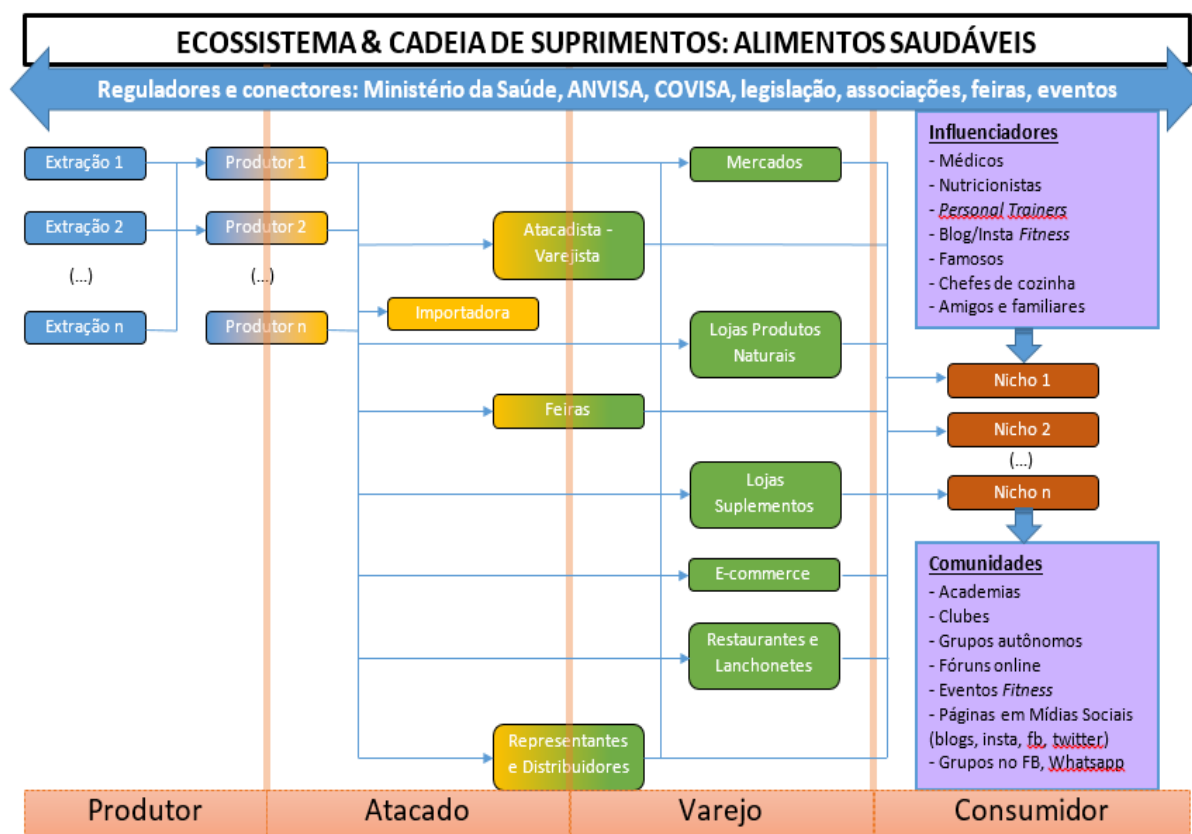 ECOSSISTEMA & CADEIA DE SUPRIMENTOS: ALIMENTOS SAUDÁVEIS
Reguladores e conectores: Ministério da Saúde, ANVISA, COVISA, legislação, associações, feiras, eventos
Extração 1
Extração 2
(...)
Extração n
Produtor 1
Produtor 2
(...)
Produtor n
Atacadista -
Varejista
Importadora
Feiras
Representantes
e Distribuidores
Mercados
Lojas Produtos
Naturais
Lojas
Suplementos
E-commerce
Restaurantes e
Lanchonetes
Influenciadores
- Médicos
- Nutricionistas
- Personal Trainers
- Blog/Insta Fitness
- Famosos
- Chefes de cozinha
- Amigos e familiares
Nicho 1
Nicho 2
(...)
Nicho n
Comunidades
- Academias
- Clubes
- Grupos autônomos
- Fóruns online
- Eventos Fitness
- Páginas em Mídias Sociais
(blogs, insta, fb, twitter)
- Grupos no FB, Whatsapp
Produtor
Atacado
Varejo
Consumidor